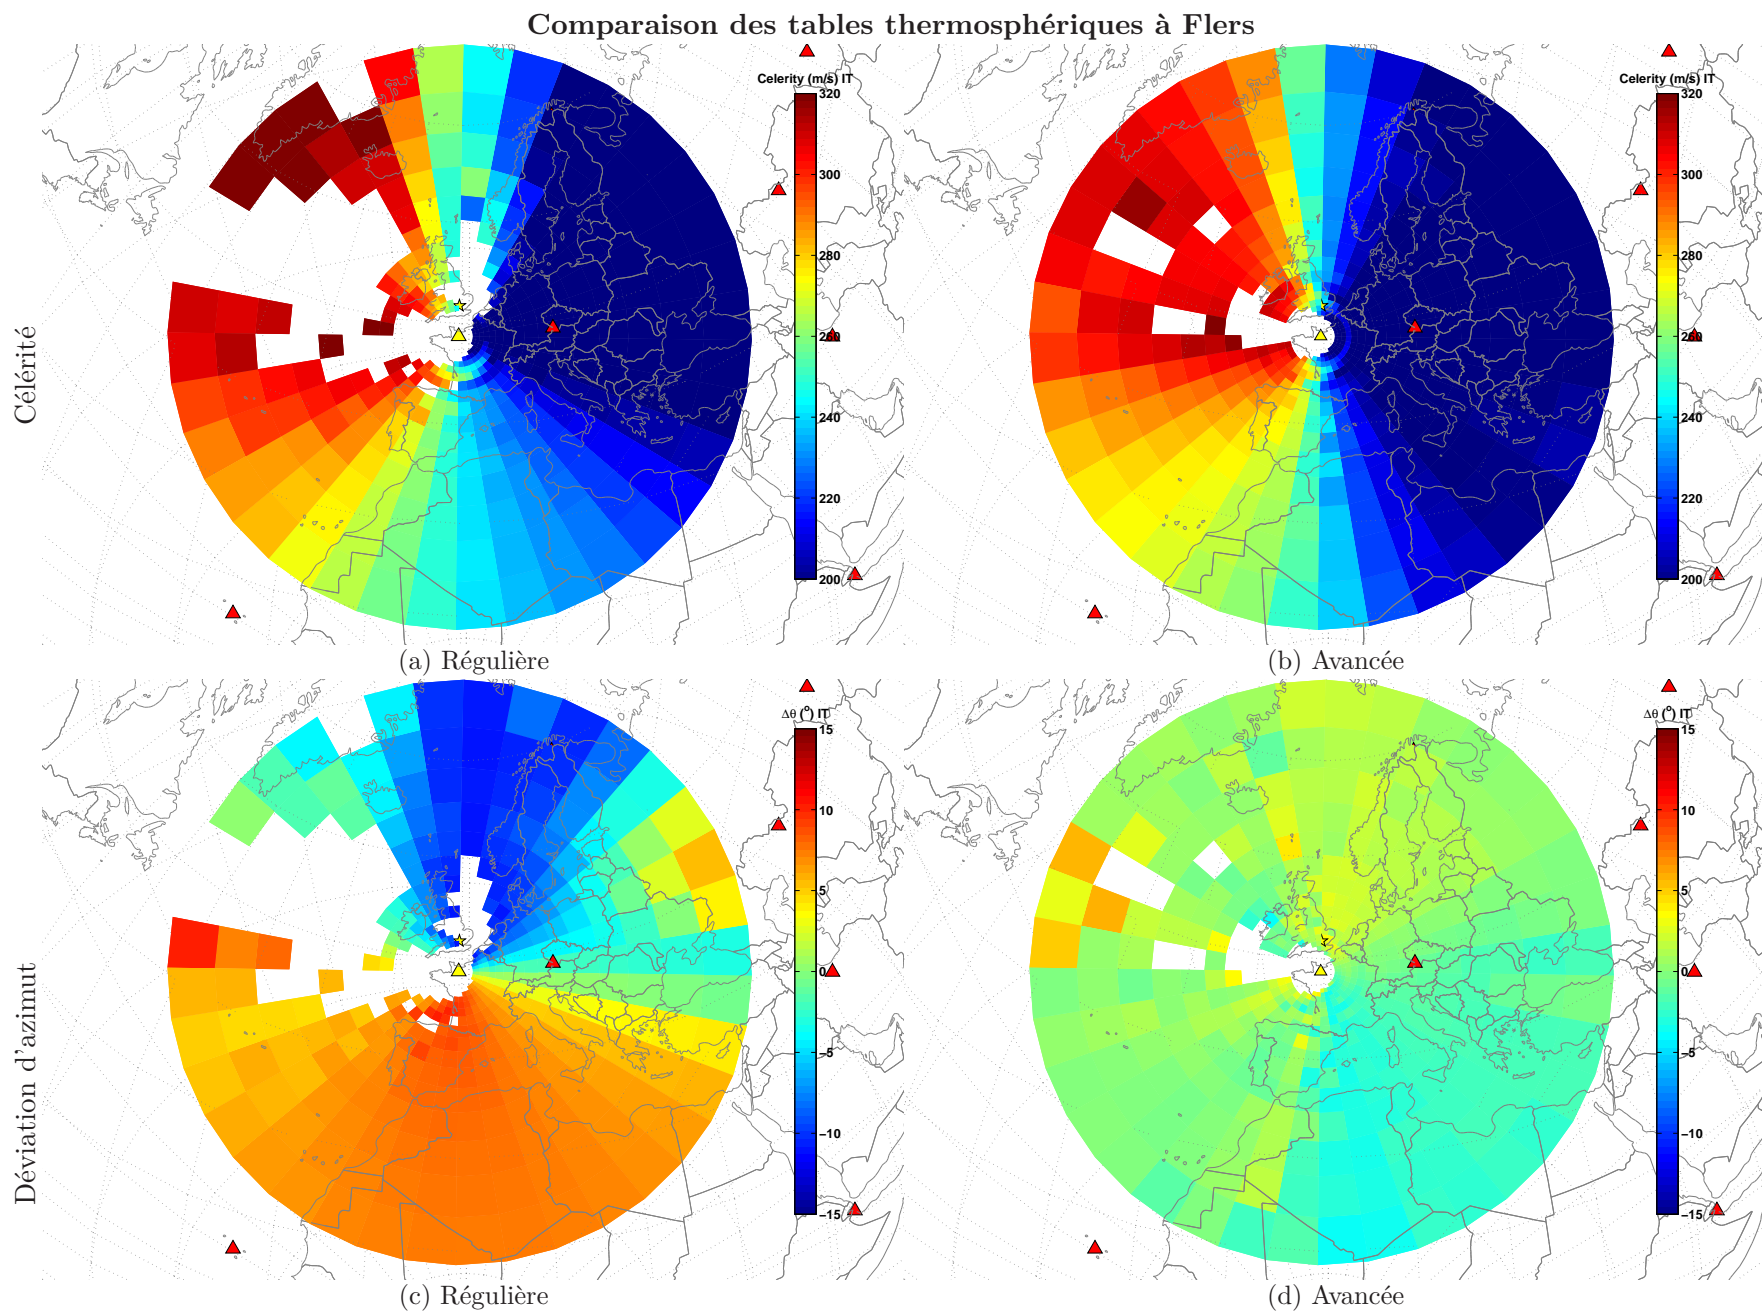 Comparaison des tables thermosphériques à Flers
Célérité
Celerity (m/s) IT
320
300
280
260
240
220
200
Celerity (m/s) IT
320
300
280
260
240
220
200
(a) Régulière
(b) Avancée
Déviation d'azimut
Δθ (°) IT
15
10
5
0
−5
−10
−15
Δθ (°) IT
15
10
5
0
−5
−10
−15
(c) Régulière
(d) Avancée